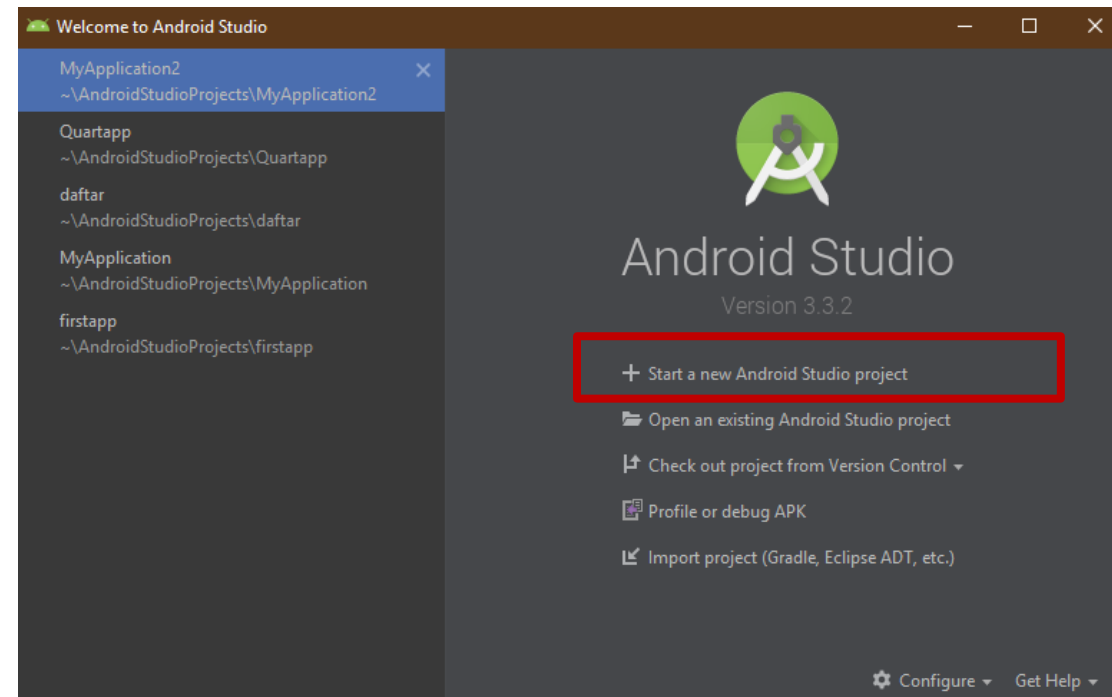 Welcome to Android Studio
MyApplication2
~\AndroidStudioProjects\MyApplication2
Quartapp
~\AndroidStudioProjects\Quartapp
daftar
~\AndroidStudioProjects\daftar
MyApplication
~\AndroidStudioProjects\MyApplication
firstapp
~\AndroidStudioProjects\firstapp
Android Studio
Version 3.3.2
Start a new Android Studio project
Open an existing Android Studio project
Check out project from Version Control
Profile or debug APK
Import project (Gradle, Eclipse ADT, etc.)
Configure Get Help